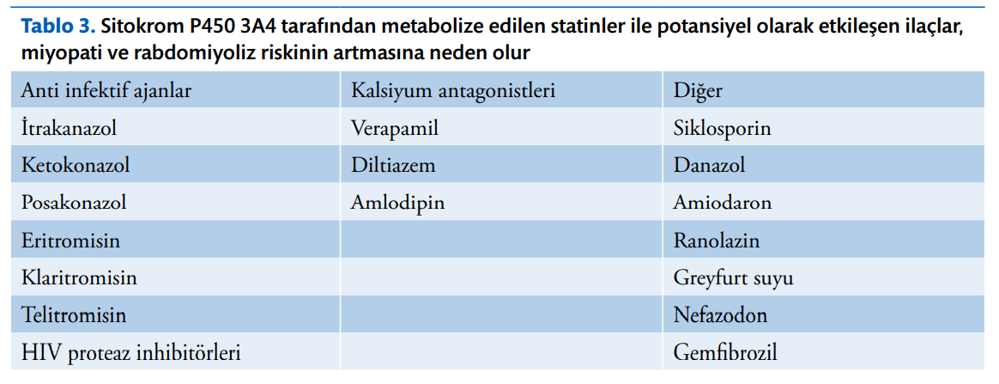 Tablo 3. Sitokrom P450 3A4 tarafından metabolize edilen statinler ile potansiyel olarak etkileşen ilaçlar,
miyopati ve rabdomiyoliz riskinin artmasına neden olur
Anti infektif ajanlar Kalsiyum antagonistleri Diğer
İtrakanazol Verapamil Siklosporin
Ketokonazol Diltiazem Danazol
Posakonazol Amlodipin Amiodaron
Eritromisin Ranolazin
Klaritromisin Greyfurt suyu
Telitromisin Nefazodon
HIV proteaz inhibitörleri Gemfibrozil